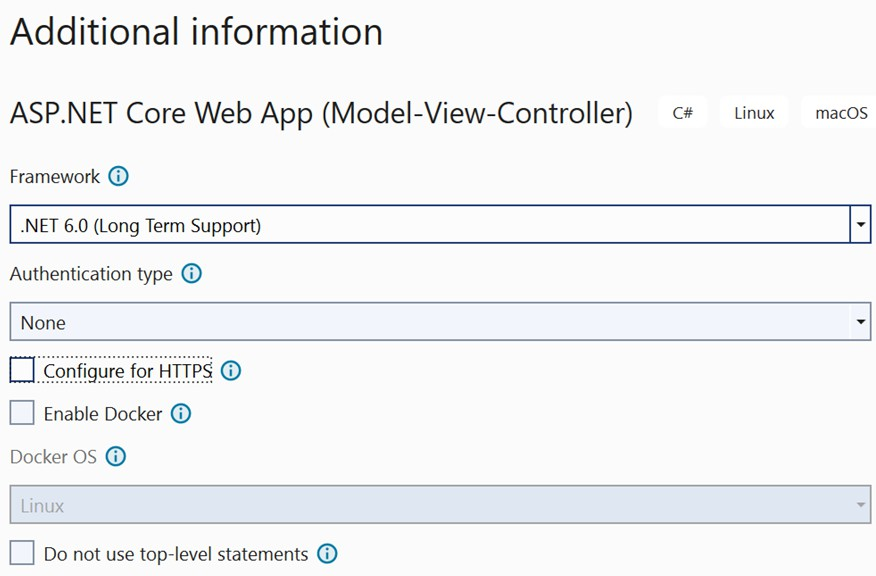 Additional information
ASP.NET Core Web App (Model-View-Controller) C# Linux macOS
Framework
.NET 6.0 (Long Term Support)
Authentication type
None
Configure for HTTPS
Enable Docker
Docker OS
Linux
Do not use top-level statements